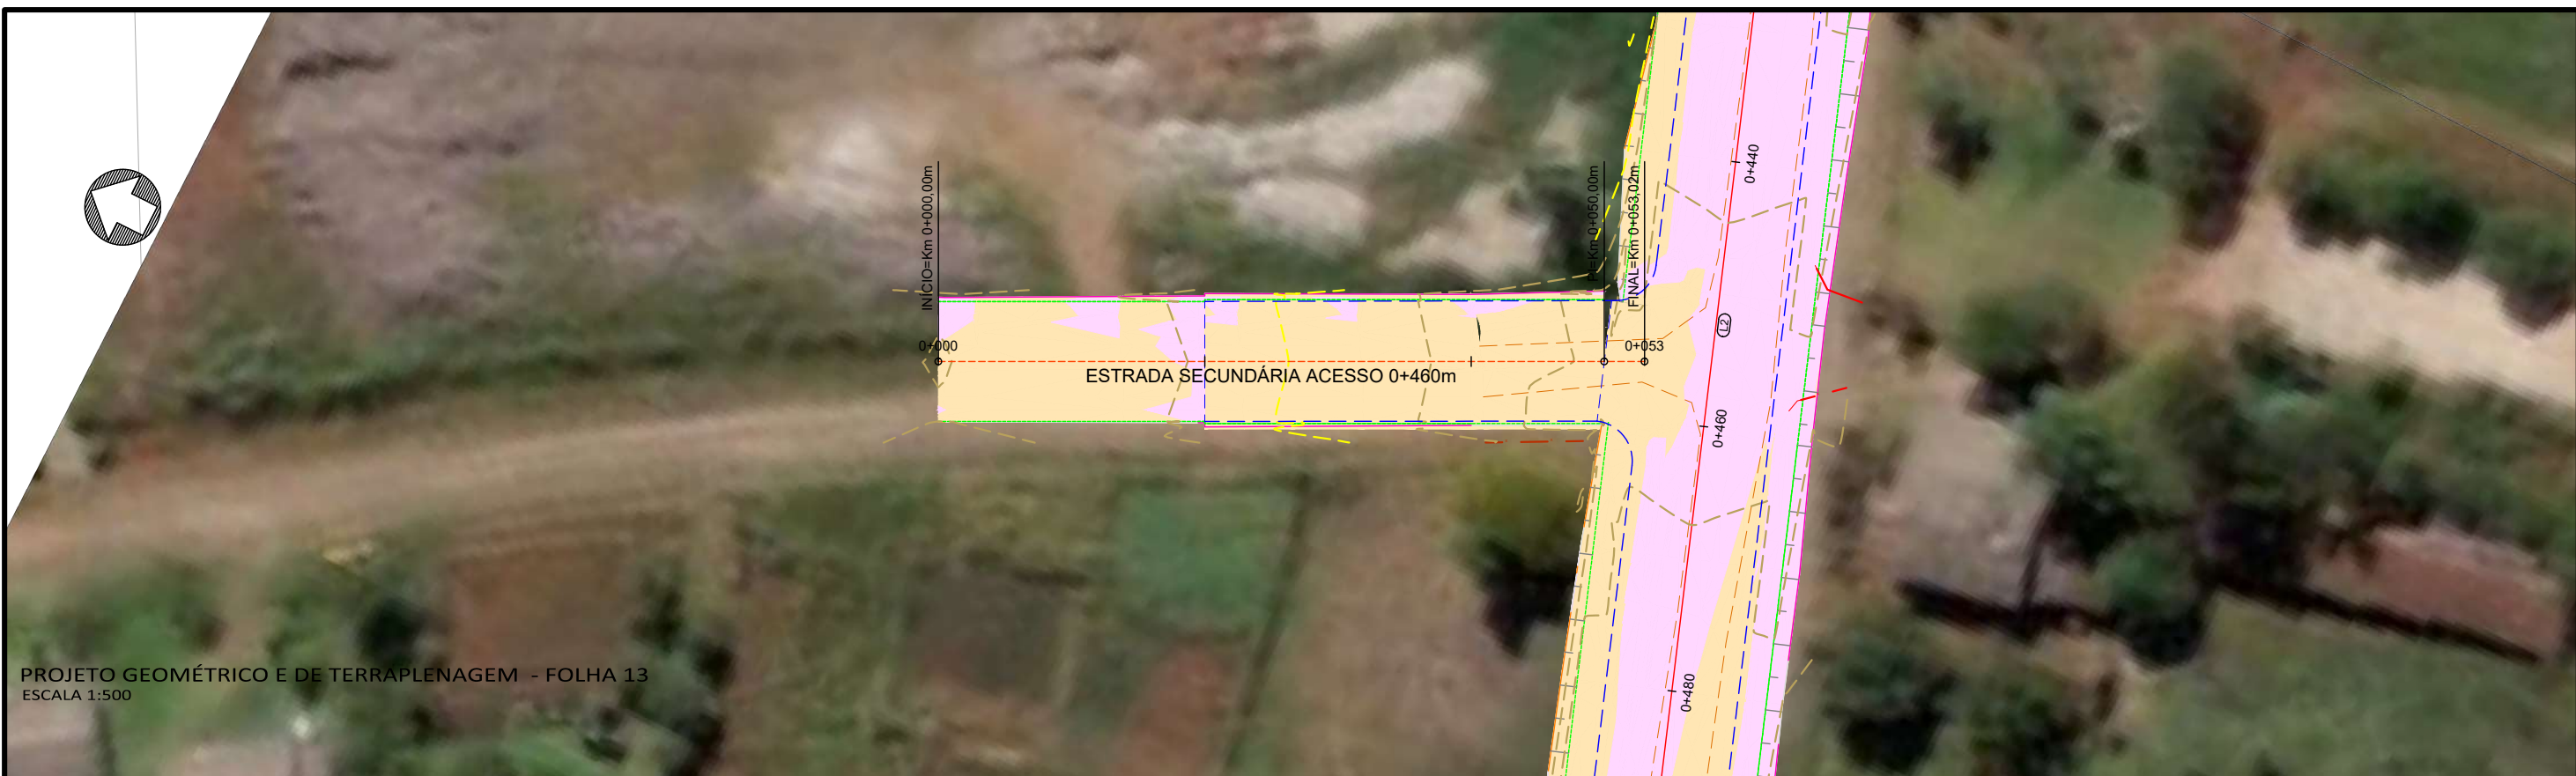 INÍCIO=Km 0+000,00m
PI=Km 0+050,00m
FINAL=Km 0+053,02m
0+440
L2
0+000
0+053
ESTRADA SECUNDÁRIA ACESSO 0+460m
0+460
0+480
PROJETO GEOMÉTRICO E DE TERRAPLENAGEM - FOLHA 13
ESCALA 1:500